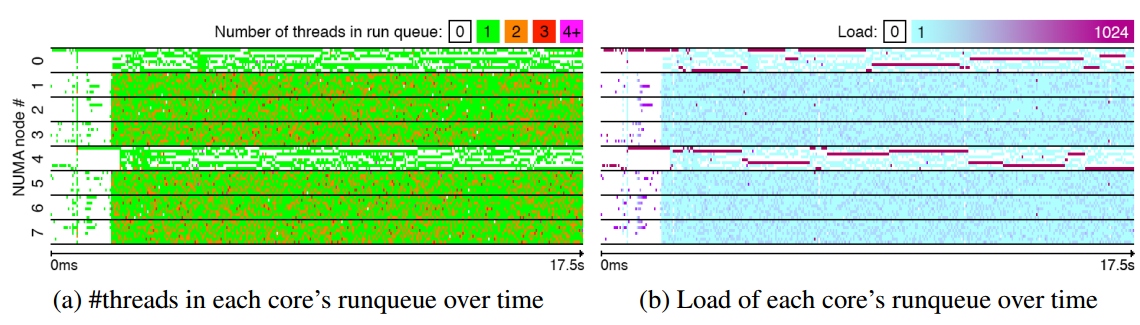 Number of threads in run queue: 0 1 2 3 4+
NUMA node #
0
1
2
3
4
5
6
7
0ms 17.5s
(a) #threads in each core's runqueue over time
Load: 0 1 1024
0ms 17.5s
(b) Load of each core's runqueue over time